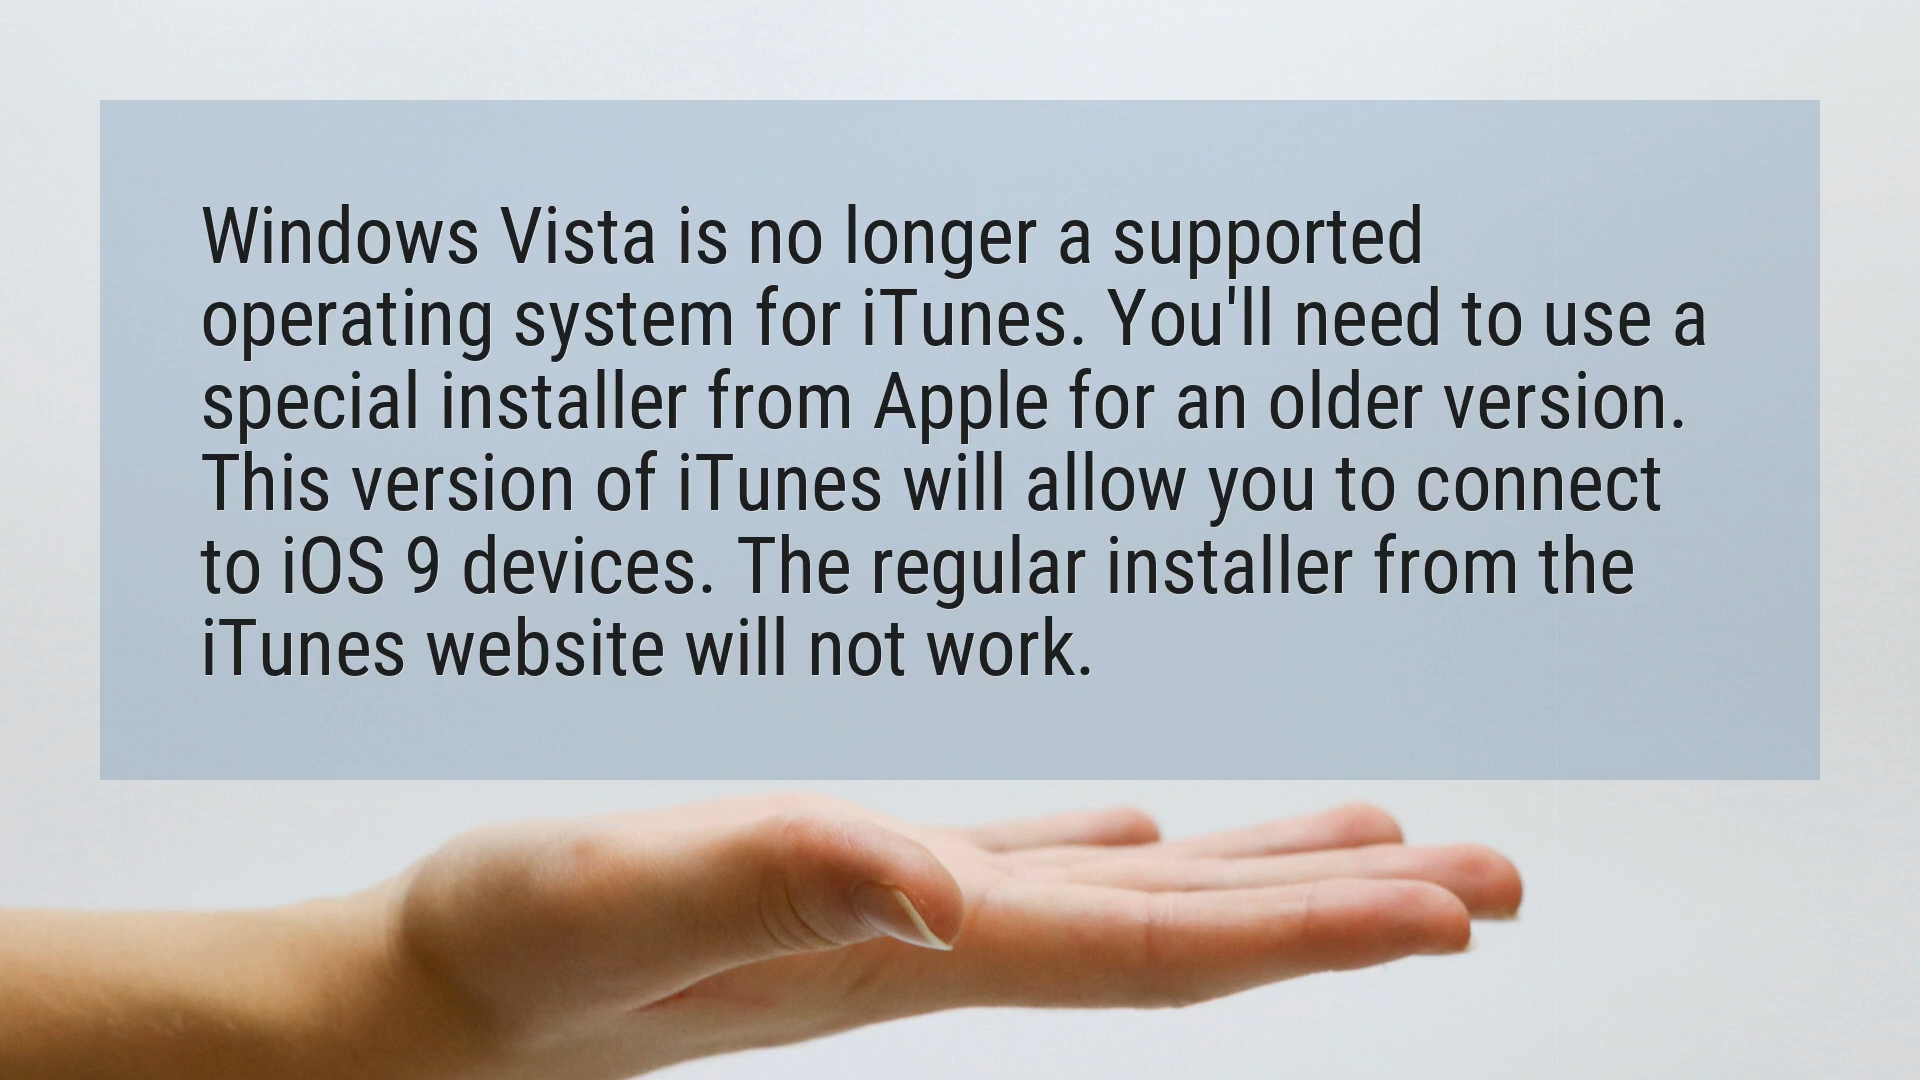 Windows Vista is no longer a supported
operating system for iTunes. You'll need to use a
special installer from Apple for an older version.
This version of iTunes will allow you to connect
to iOS 9 devices. The regular installer from the
iTunes website will not work.